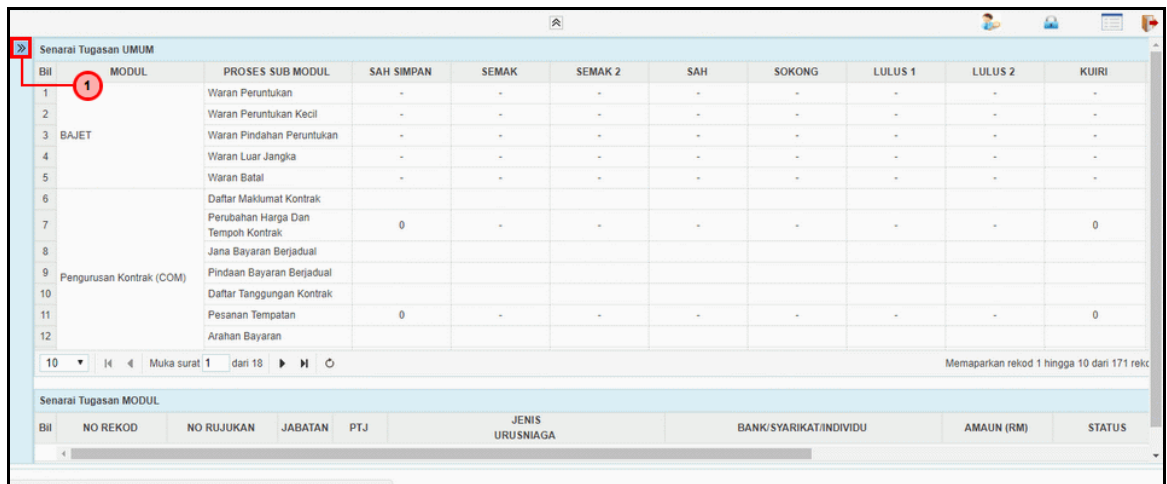 Senarai Tugasan UMUM
Bil MODUL PROSES SUB MODUL SAH SIMPAN SEMAK SEMAK 2 SAH SOKONG LULUS 1 LULUS 2 KUIRI
1
1 Waran Peruntukan - - - - - - - -
2 Waran Peruntukan Kecil - - - - - - - -
3 BAJET Waran Pindahan Peruntukan - - - - - - - -
4 Waran Luar Jangka - - - - - - - -
5 Waran Batal - - - - - - - -
6 Daftar Maklumat Kontrak
Perubahan Harga Dan
7 0 - - - - - - 0
Tempoh Kontrak
8 Jana Bayaran Berjadual
9 Pengurusan Kontrak (COM) Pindaan Bayaran Berjadual
10 Daftar Tanggungan Kontrak
11 Pesanan Tempatan 0 - - - - - - 0
12 Arahan Bayaran
10 Muka surat 1 dari 18 Memaparkan rekod 1 hingga 10 dari 171
Senarai Tugasan MODUL
Bil NO REKOD NO RUJUKAN JABATAN PTJ JENIS URUSNIAGA BANK/SYARIKAT/INDIVIDU AMAUN (RM) STATUS